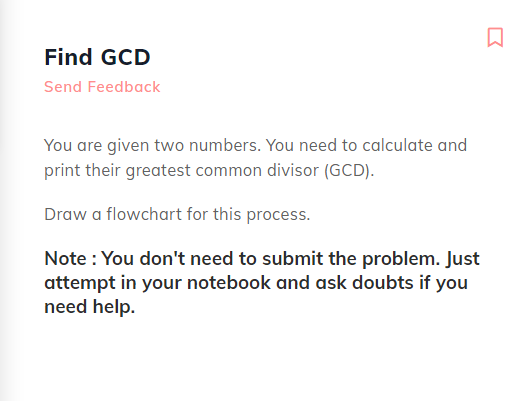 Find GCD
Send Feedback
You are given two numbers. You need to calculate and
print their greatest common divisor (GCD).
Draw a flowchart for this process.
Note : You don't need to submit the problem. Just
attempt in your notebook and ask doubts if you
need help.